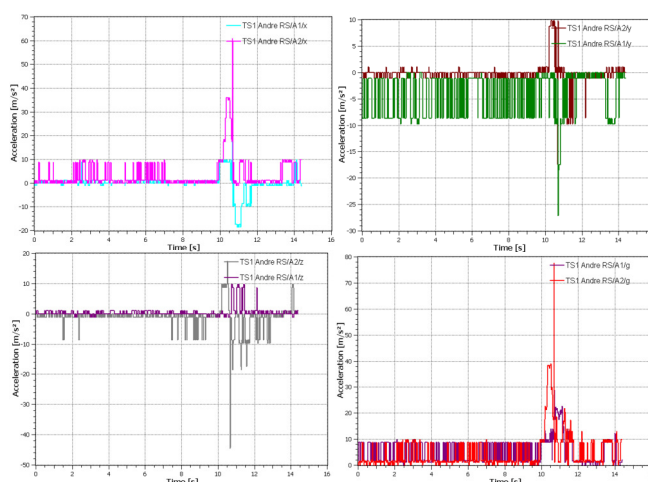 TS1 Andre RS/A1/x
TS1 Andre RS/A2/x
Acceleration [m/s²]
70
60
50
40
30
20
10
0
-10
-20
0 2 4 6 8 10 12 14 16
Time [s]
TS1 Andre RS/A2/y
TS1 Andre RS/A1/y
Acceleration [m/s²]
10
5
0
-5
-10
-15
-20
-25
-30
0 2 4 6 8 10 12 14
Time [s]
TS1 Andre RS/A2/z
TS1 Andre RS/A1/z
Acceleration [m/s²]
20
10
0
-10
-20
-30
-40
-50
0 2 4 6 8 10 12 14 16
Time [s]
TS1 Andre RS/A1/g
TS1 Andre RS/A2/g
Acceleration [m/s²]
80
70
60
50
40
30
20
10
0
0 2 4 6 8 10 12 14
Time [s]